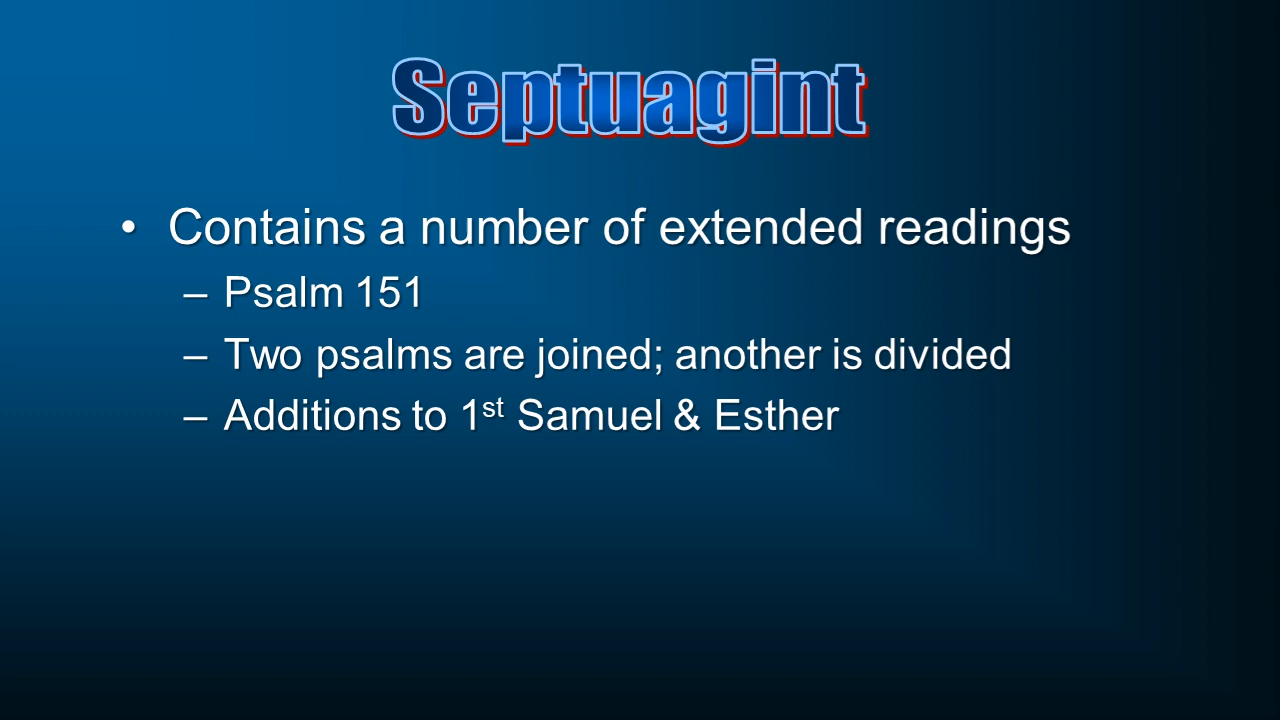 Septuagint
• Contains a number of extended readings
– Psalm 151
– Two psalms are joined; another is divided
– Additions to 1st Samuel & Esther